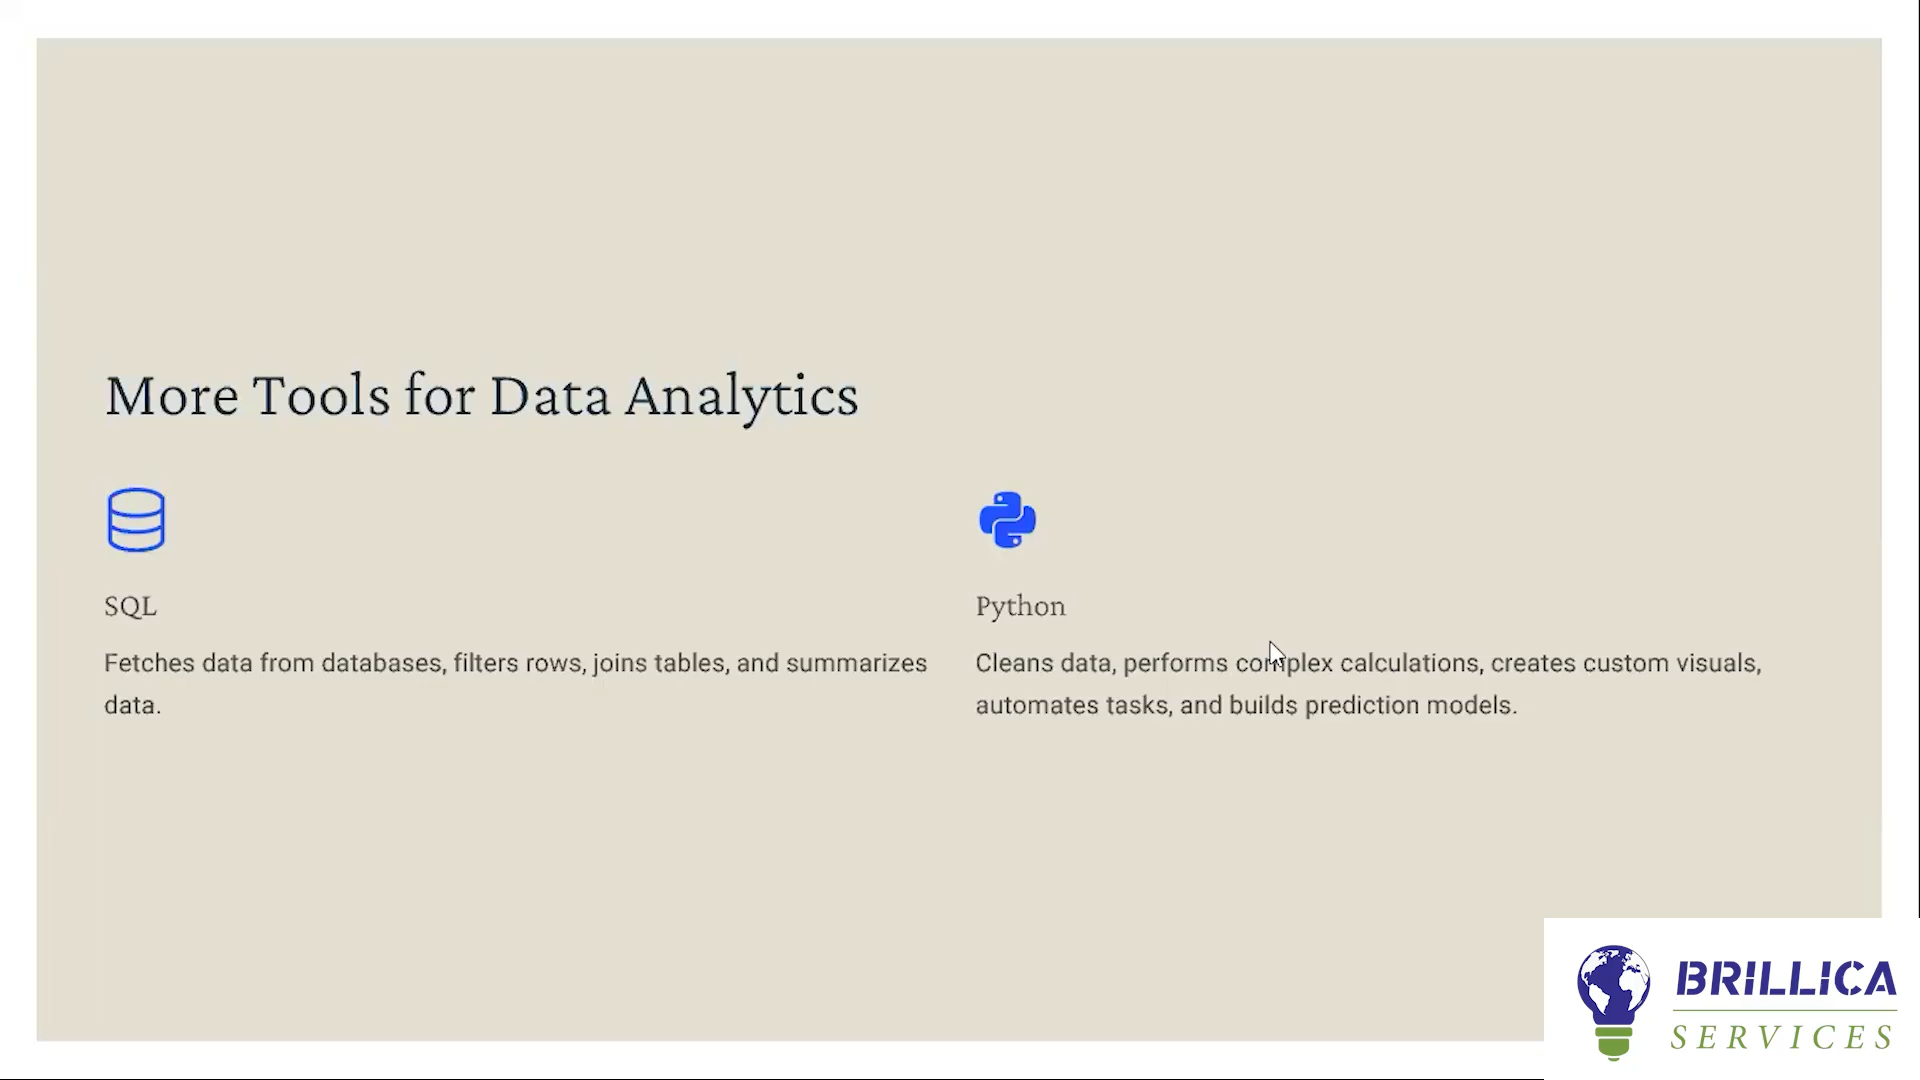 More Tools for Data Analytics
SQL
Fetches data from databases, filters rows, joins tables, and summarizes
data.
Python
Cleans data, performs complex calculations, creates custom visuals,
automates tasks, and builds prediction models.
BRILLICA
SERVICES